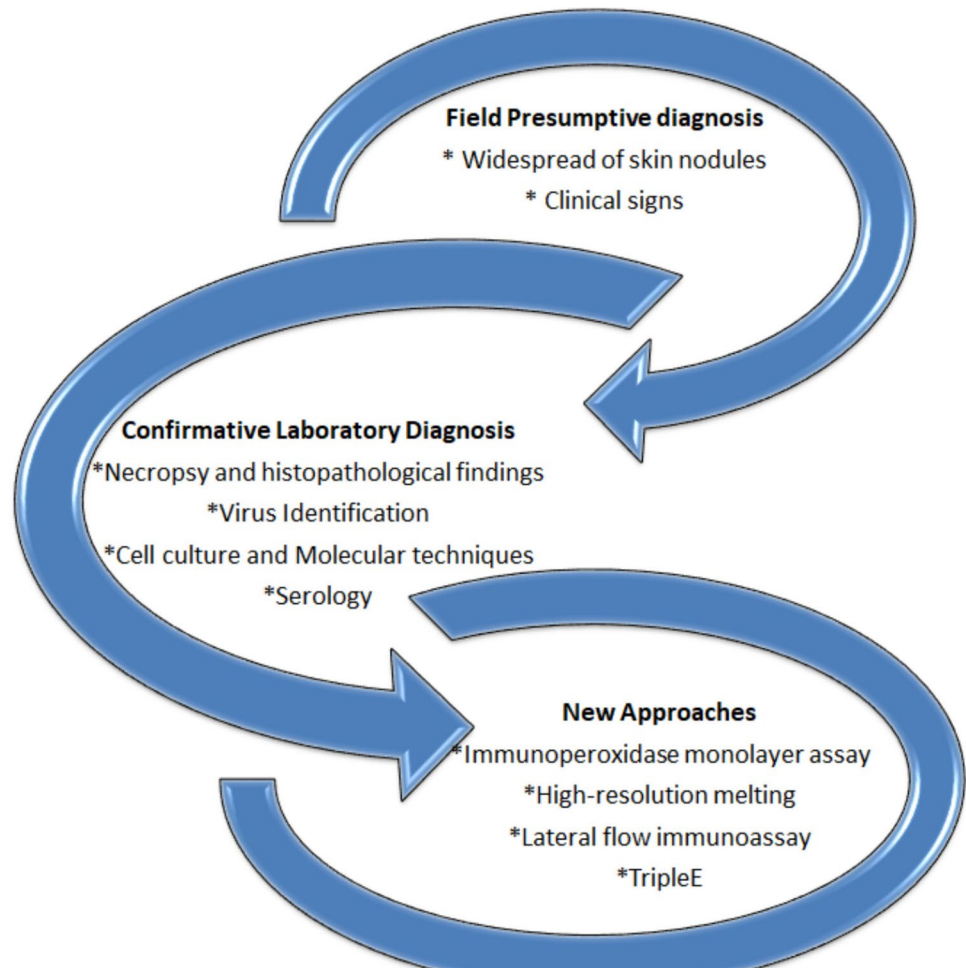 Field Presumptive diagnosis
* Widespread of skin nodules
* Clinical signs
Confirmative Laboratory Diagnosis
*Necropsy and histopathological findings
*Virus Identification
*Cell culture and Molecular techniques
*Serology
New Approaches
*Immunoperoxidase monolayer assay
*High-resolution melting
*Lateral flow immunoassay
*TripleE